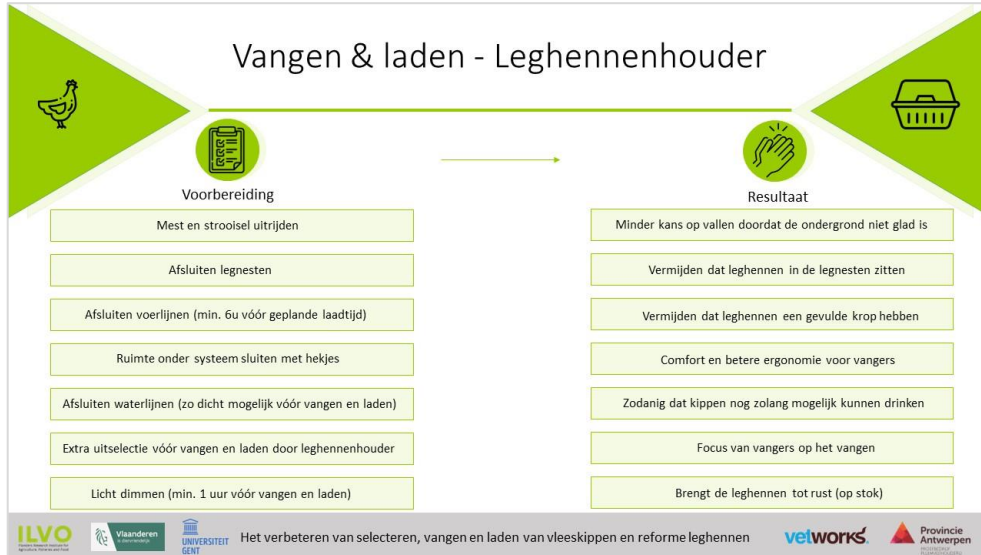 Vangen & laden - Leghennenhouder
Voorbereiding
Resultaat
Mest en strooisel uitrijden
Minder kans op vallen doordat de ondergrond niet glad is
Afsluiten legnesten
Vermijden dat leghennen in de legnesten zitten
Afsluiten voerlijnen (min. 6u vóór geplande laadtijd)
Vermijden dat leghennen een gevulde krop hebben
Ruimte onder systeem sluiten met hekjes
Comfort en betere ergonomie voor vangers
Afsluiten waterlijnen (zo dicht mogelijk vóór vangen en laden)
Zodanig dat kippen nog zolang mogelijk kunnen drinken
Extra uitselectie vóór vangen en laden door leghennenhouder
Focus van vangers op het vangen
Licht dimmen (min. 1 uur vóór vangen en laden)
Brengt de leghennen tot rust (op stok)
ILVO
Vlaanderen
UNIVERSITEIT
GENT
Het verbeteren van selecteren, vangen en laden van vleeskippen en reforme leghennen
vetworks.
Provincie
Antwerpen